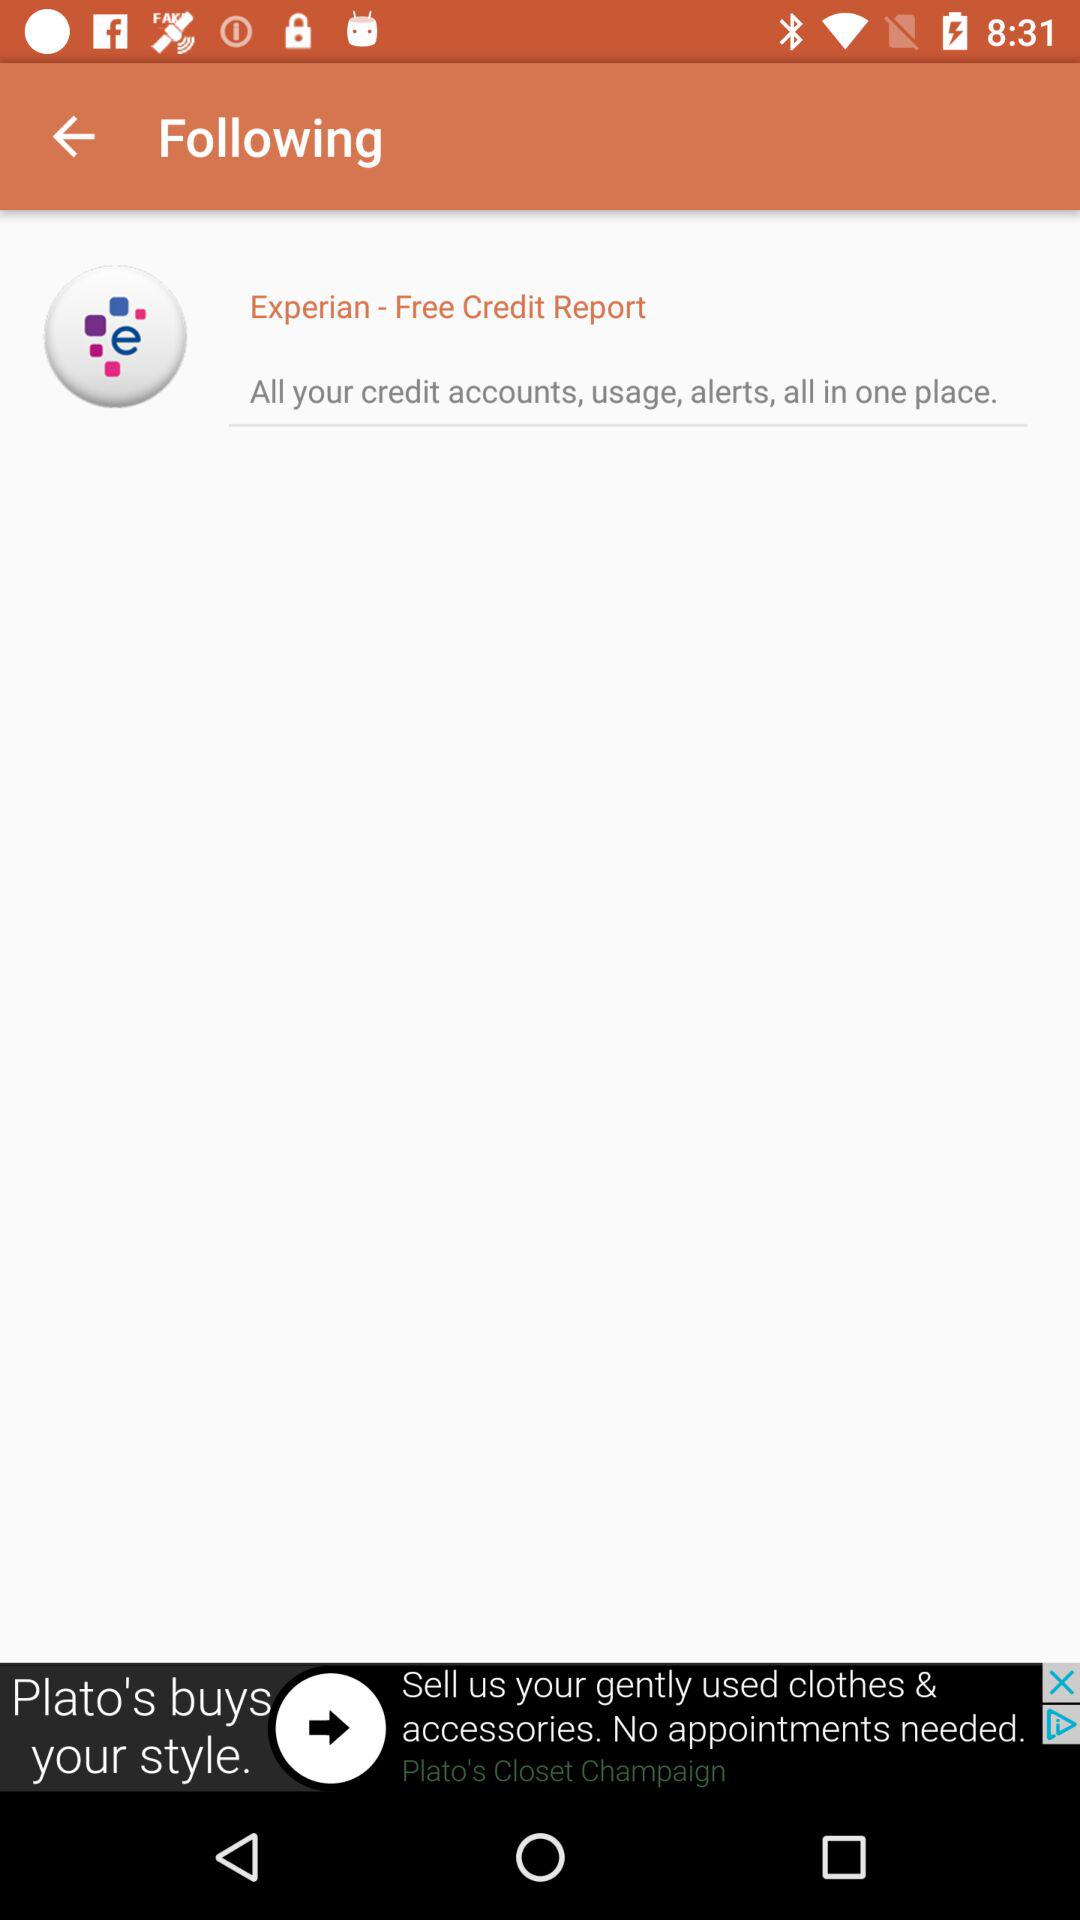 FAKE
8:31
Following
e
Experian - Free Credit Report
All your credit accounts, usage, alerts, all in one place.
Plato's buys
your style.
Sell us your gently used clothes &
accessories. No appointments needed.
Plato's Closet Champaign